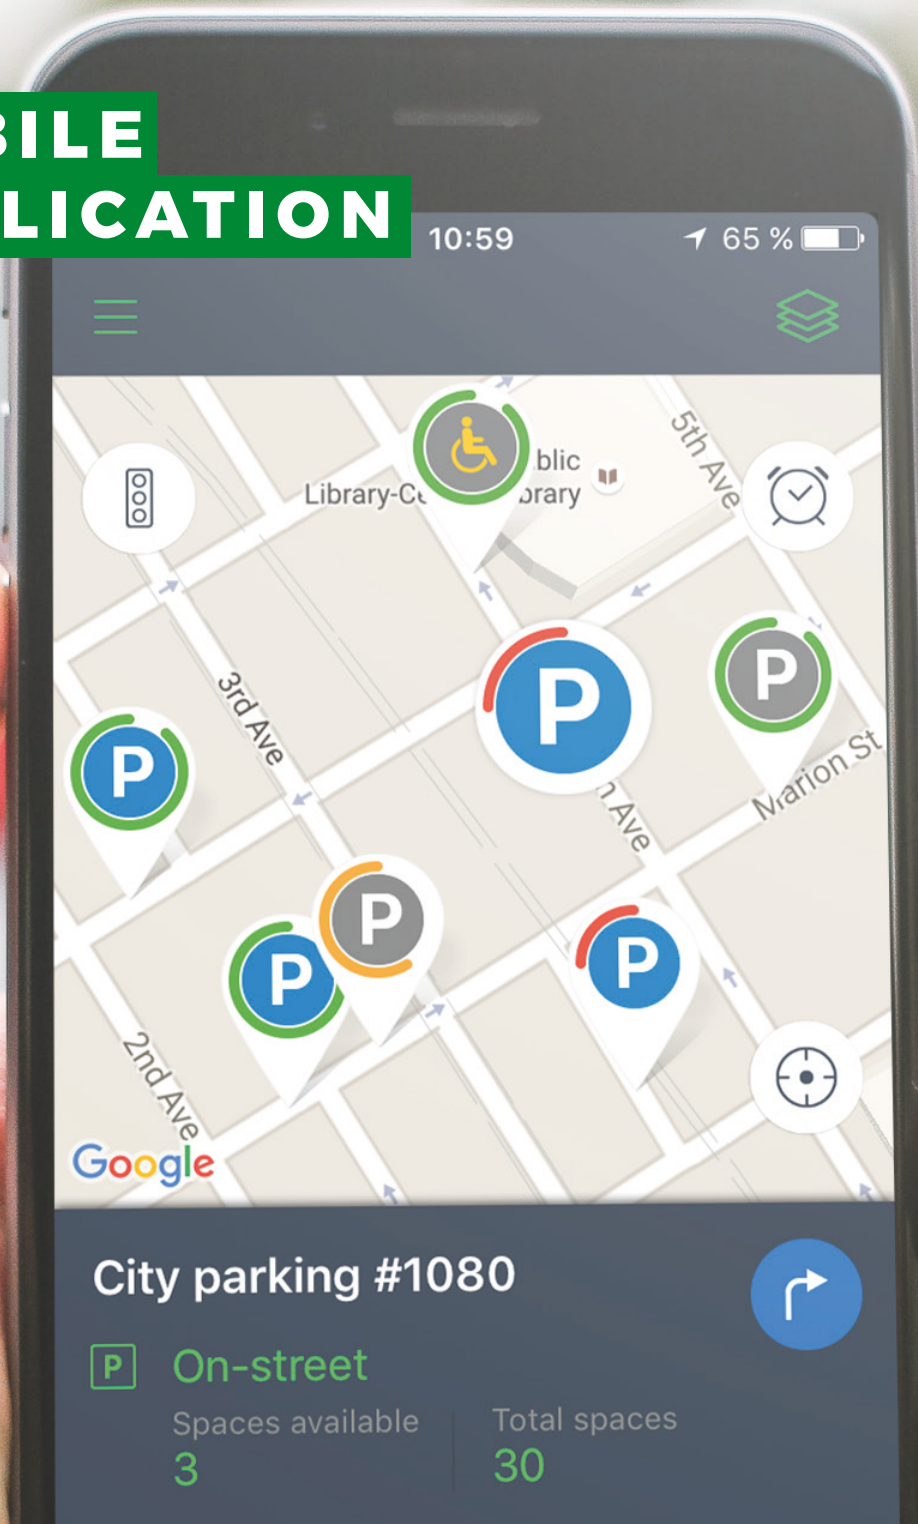 BILE
LICATION
10:59
65 %
blic
Library-Ce
brary
5th Ave
P
P
3rd Ave
P
Marion St
Ave
P
P
P
2nd Ave
Google
City parking #1080
P
On-street
Spaces available
Total spaces
3
30